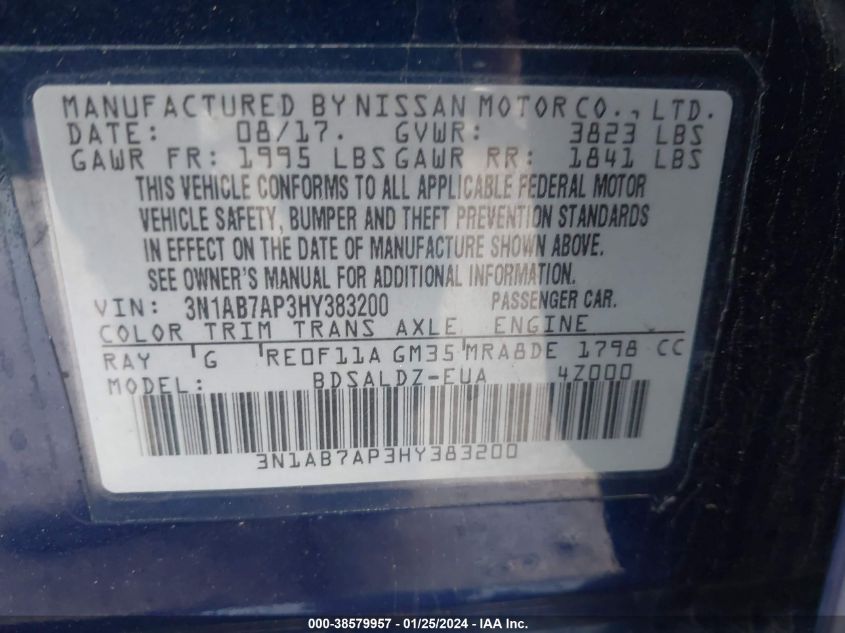 MANUFACTURED BY NISSAN MOTOR CO., LTD.
DATE: 08/17. GVWR: 3823 LBS
GAWR FR: 1995 LBS GAWR RR: 1841 LBS
THIS VEHICLE CONFORMS TO ALL APPLICABLE FEDERAL MOTOR
VEHICLE SAFETY, BUMPER AND THEFT PREVENTION STANDARDS
IN EFFECT ON THE DATE OF MANUFACTURE SHOWN ABOVE.
SEE OWNER'S MANUAL FOR ADDITIONAL INFORMATION.
VIN: 3N1AB7AP3HY383200 PASSENGER CAR.
COLOR TRIM TRANS AXLE ENGINE
RAY G RE0F11A GM35 MRA8DE 1798 CC
MODEL: BDSALDZ-EUA 4Z000
3N1AB7AP3HY383200
000-38579957 - 01/25/2024 - IAA Inc.